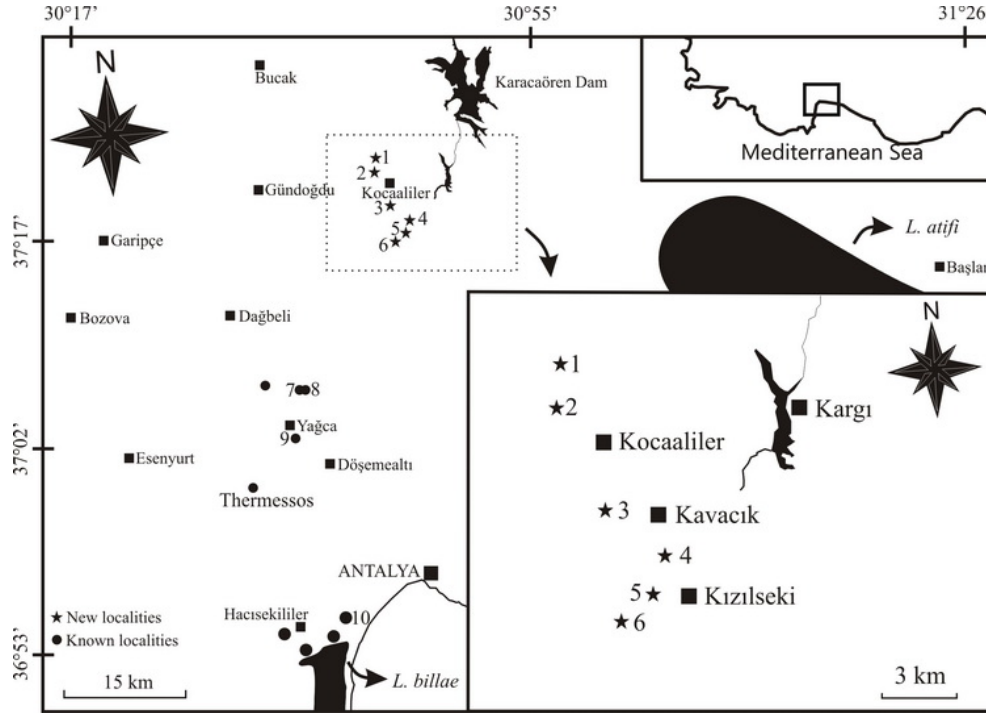 30°17'
30°55'
31°26
N
Bucak
Karacaören Dam
Mediterranean Sea
1
2
Kocaaliler
Gündoğdu
3
4
5
6
37°17'
Garipçe
L. atifi
Başlar
Bozova
Dağbeli
N
1
2
Kargı
Kocaaliler
7
8
Yağca
9
37°02'
Esenyurt
Döşemealtı
Thermessos
3
Kavacık
4
5
Kızılseki
6
ANTALYA
Hacısekililer
10
New localities
Known localities
36°53'
15 km
L. billae
3 km